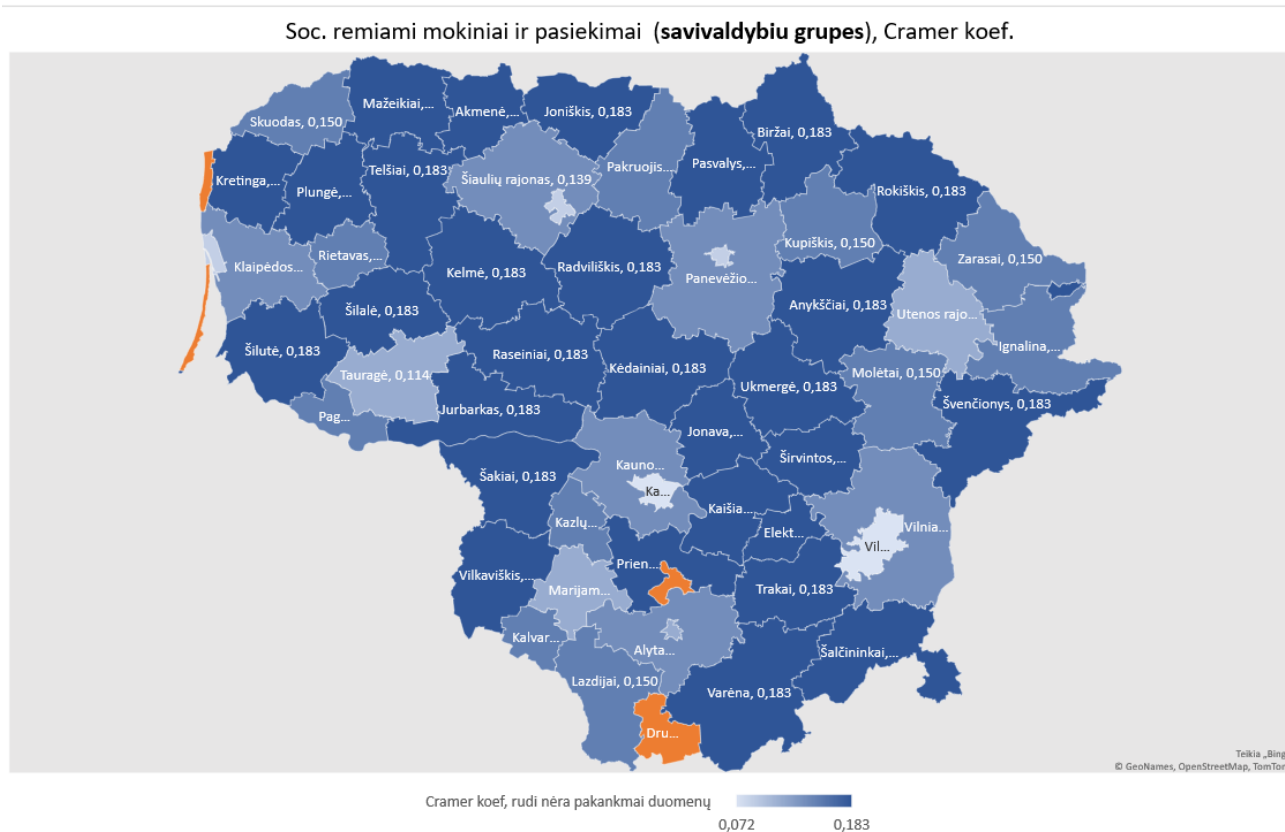 Soc. remiami mokiniai ir pasiekimai (savivaldybiu grupes), Cramer koef.
Mažeikiai,...
Akmenė,...
Joniškis, 0,183
Skuodas, 0,150
Biržai, 0,183
Kretinga,...
Plungė,...
Telšiai, 0,183
Šiaulių rajonas, 0,139
Pakruojis...
Pasvalys,...
Rokiškis, 0,183
Klaipėdos...
Rietavas,...
Kelmė, 0,183
Radviliškis, 0,183
Panevėžio...
Kupiškis, 0,150
Zarasai, 0,150
Šilalė, 0,183
Anykščiai, 0,183
Utenos rajo...
Šilutė, 0,183
Raseiniai, 0,183
Kėdainiai, 0,183
Ignalina,...
Tauragė, 0,114
Ukmergė, 0,183
Molėtai, 0,150
Pag...
Jurbarkas, 0,183
Jonava,...
Švenčionys, 0,183
Šakiai, 0,183
Kauno...
Širvintos,...
Ka...
Kazlų...
Kaišia...
Elekt...
Vilnia...
Vil...
Vilkaviškis,...
Prien...
Marijam...
Trakai, 0,183
Kalvar...
Alyta...
Šalčininkai,...
Lazdijai, 0,150
Varėna, 0,183
Dru...
Teikia „Bing
© GeoNames, OpenStreetMap, TomTom
Cramer koef, rudi nėra pakankmai duomenų
0,072
0,183